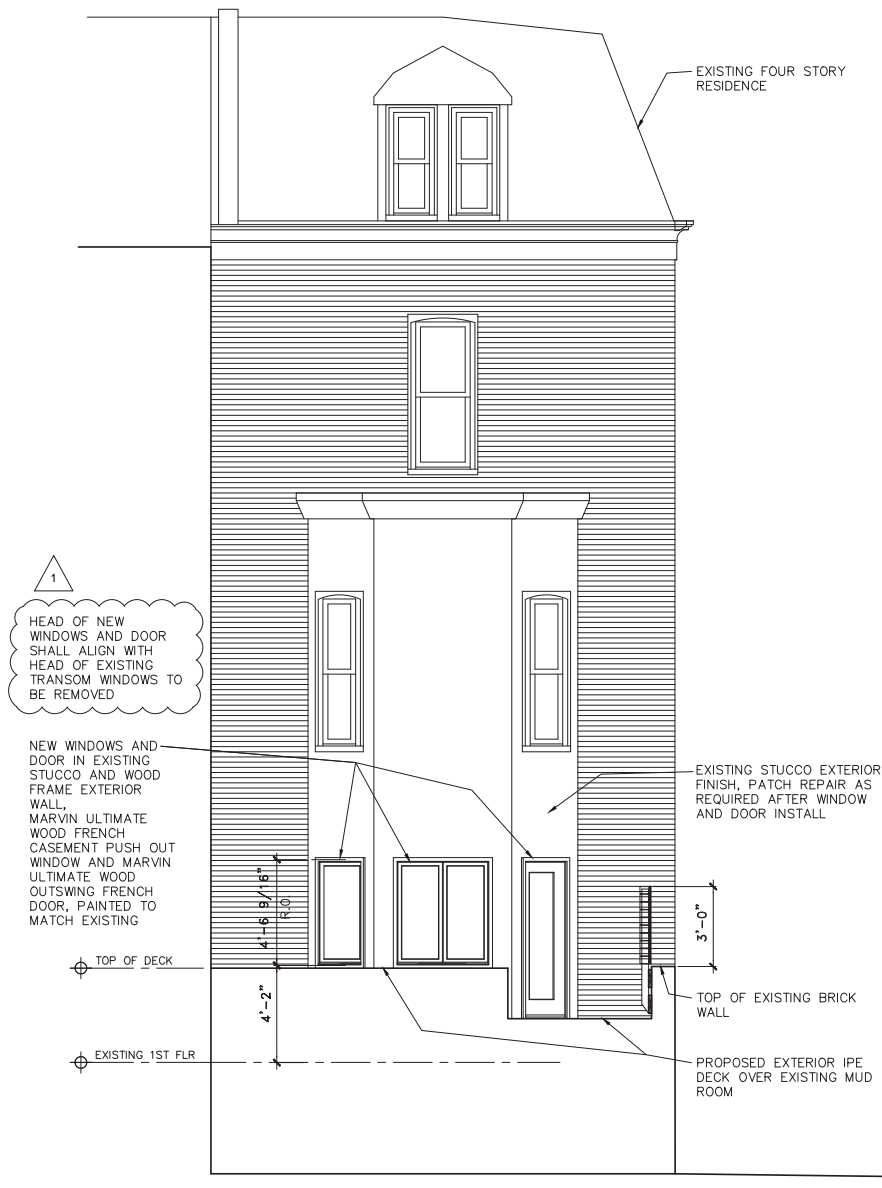 EXISTING FOUR STORY
RESIDENCE
1
HEAD OF NEW
WINDOWS AND DOOR
SHALL ALIGN WITH
HEAD OF EXISTING
TRANSOM WINDOWS TO
BE REMOVED
NEW WINDOWS AND
DOOR IN EXISTING
STUCCO AND WOOD
FRAME EXTERIOR
WALL,
MARVIN ULTIMATE
WOOD FRENCH
CASEMENT PUSH OUT
WINDOW AND MARVIN
ULTIMATE WOOD
OUTSWING FRENCH
DOOR, PAINTED TO
MATCH EXISTING
EXISTING STUCCO EXTERIOR
FINISH, PATCH REPAIR AS
REQUIRED AFTER WINDOW
AND DOOR INSTALL
4'-6 9/16"
R.O.
3'-0"
TOP OF DECK
4'-2"
TOP OF EXISTING BRICK
WALL
EXISTING 1ST FLR
PROPOSED EXTERIOR IPE
DECK OVER EXISTING MUD
ROOM